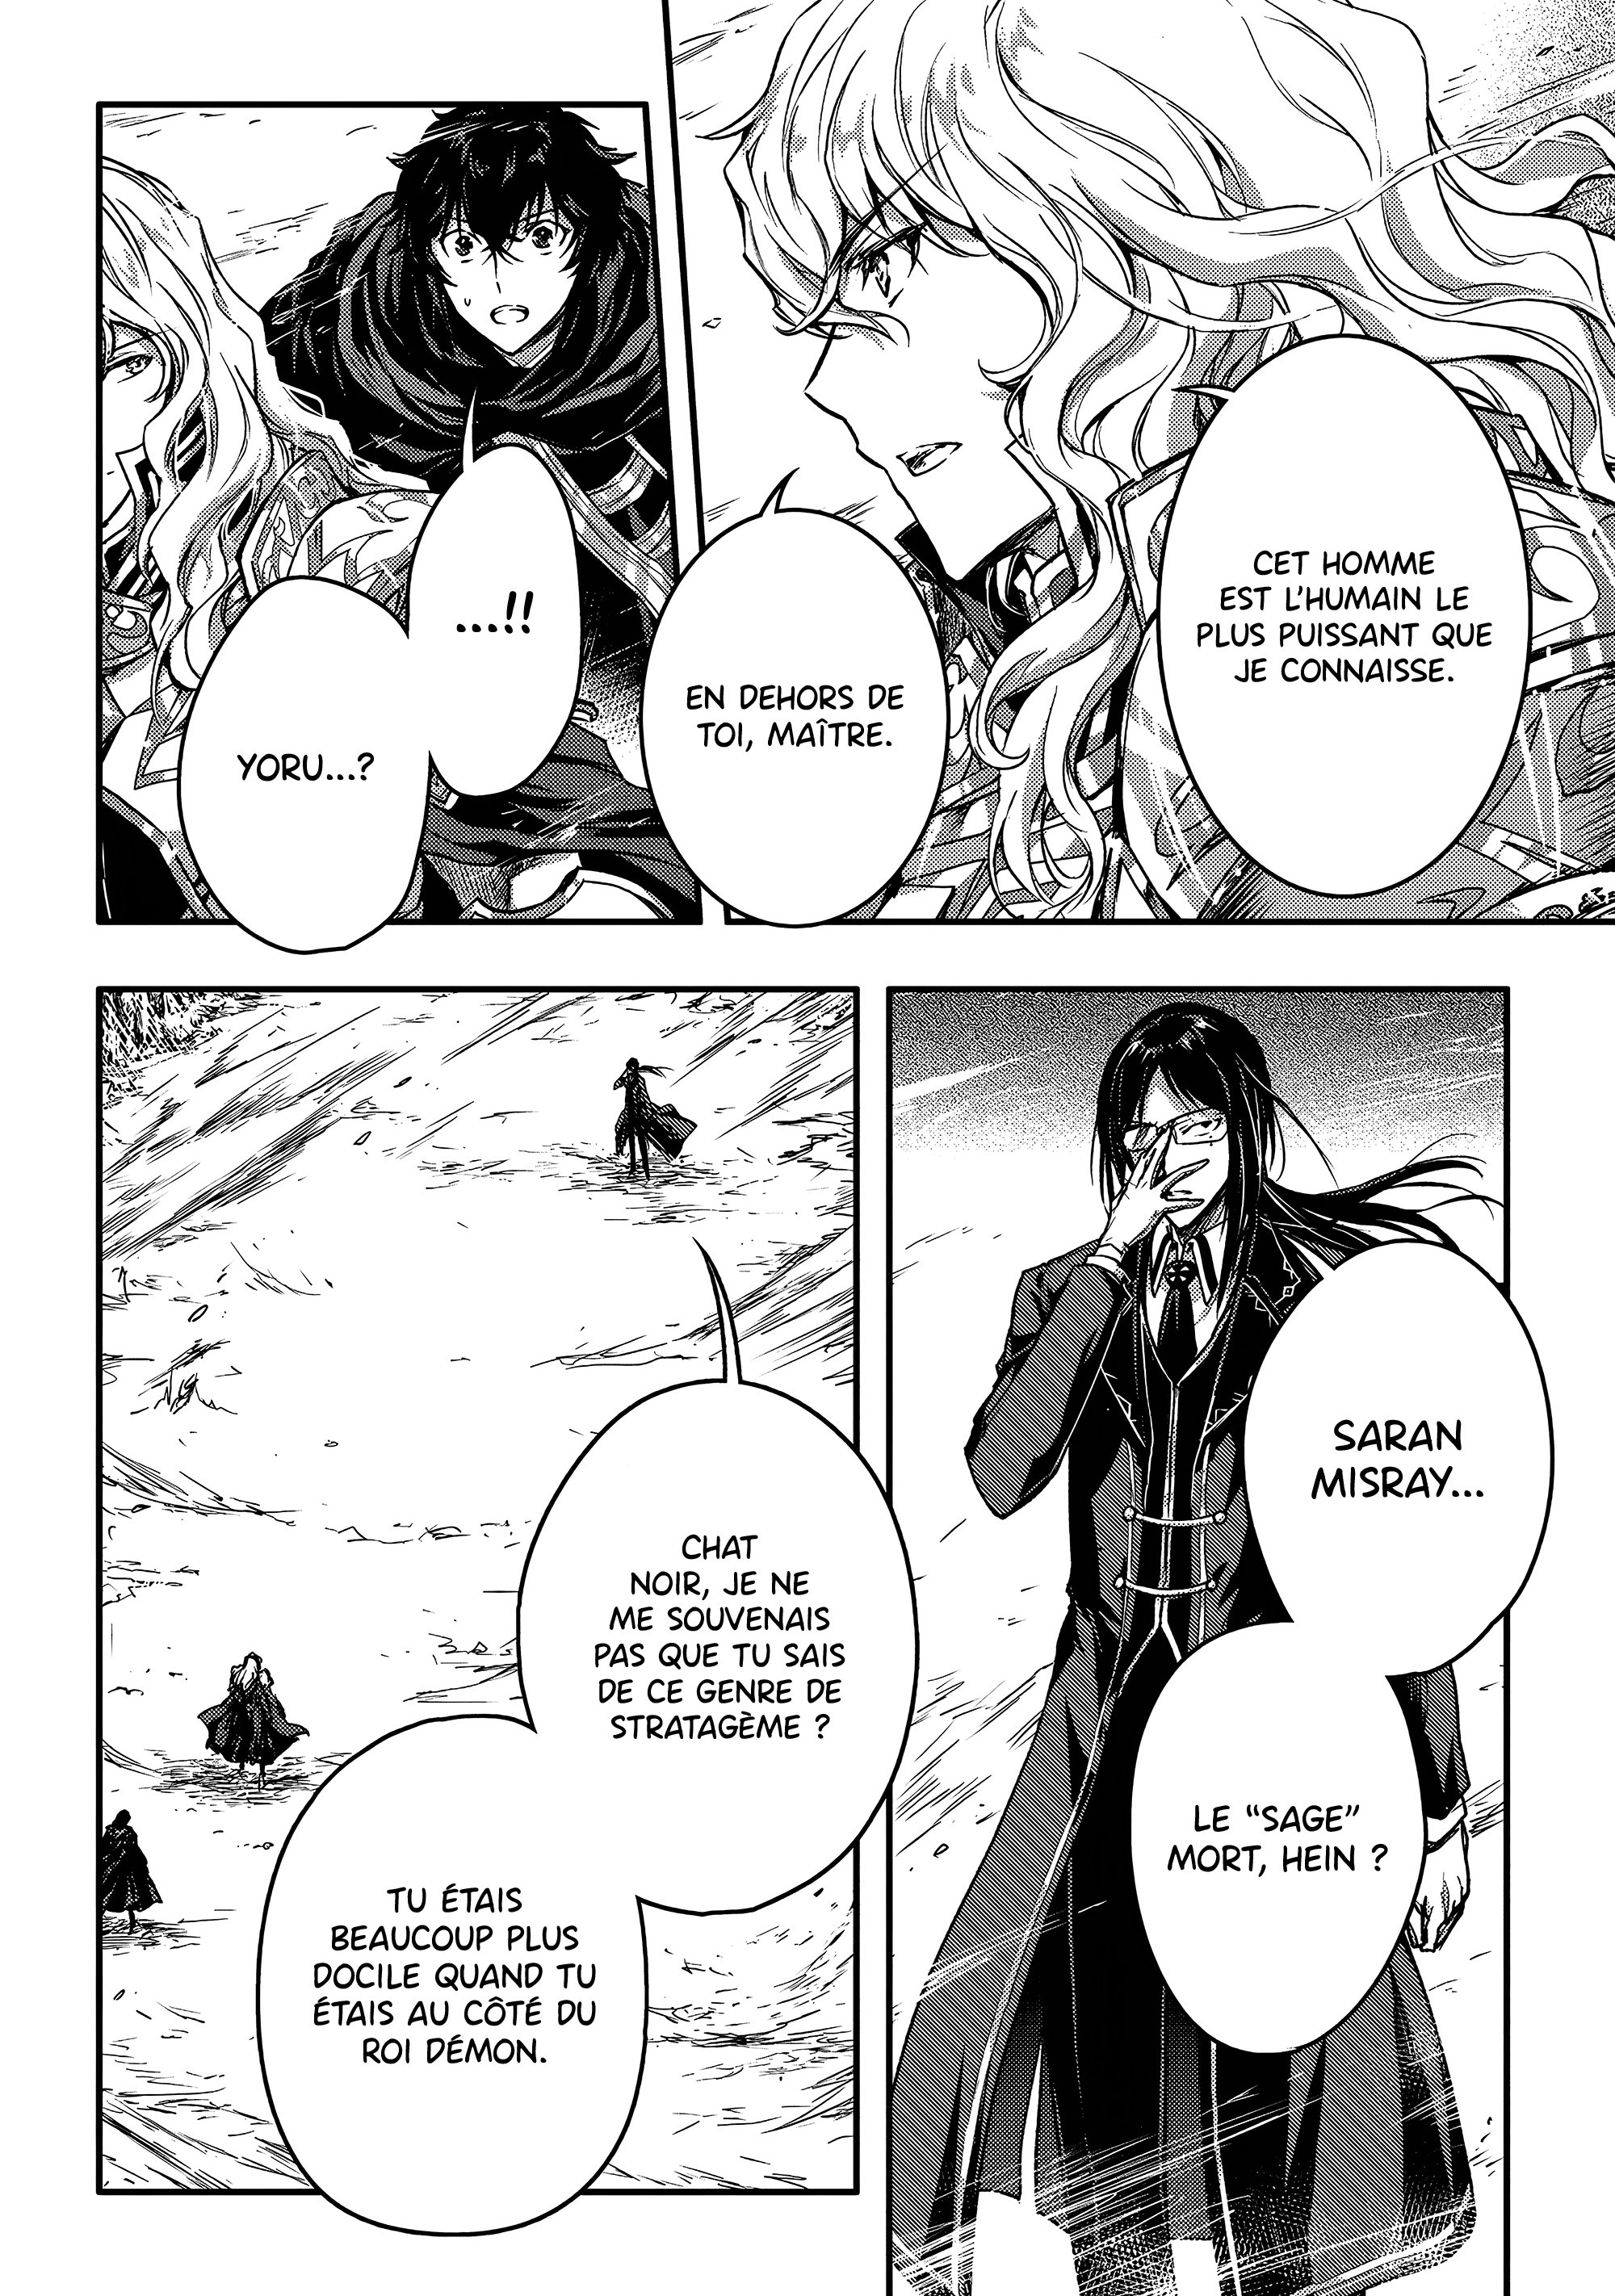 CET HOMME
EST L'HUMAIN LE
PLUS PUISSANT QUE
JE CONNAISSE.
EN DEHORS DE
TOI, MAÎTRE.
...!!
YORU...?
SARAN
MISRAY...
LE “SAGE”
MORT, HEIN ?
CHAT
NOIR, JE NE
ME SOUVENAIS
PAS QUE TU SAIS
DE CE GENRE DE
STRATAGÈME ?
TU ÉTAIS
BEAUCOUP PLUS
DOCILE QUAND TU
ÉTAIS AU CÔTÉ DU
ROI DÉMON.